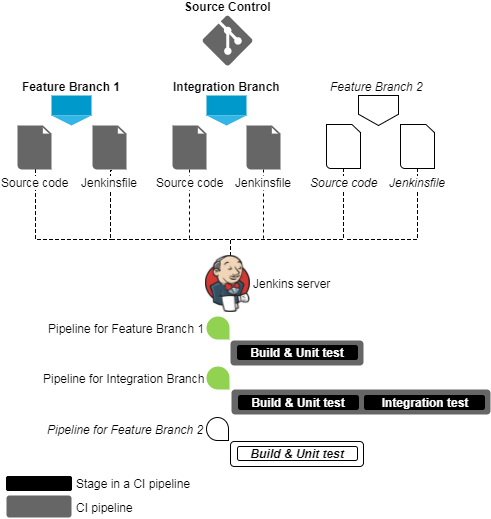 Source Control
Feature Branch 1
Integration Branch
Feature Branch 2
Source code
Jenkinsfile
Source code
Jenkinsfile
Source code
Jenkinsfile
Jenkins server
Pipeline for Feature Branch 1
Build & Unit test
Pipeline for Integration Branch
Build & Unit test
Integration test
Pipeline for Feature Branch 2
Build & Unit test
Stage in a CI pipeline
CI pipeline